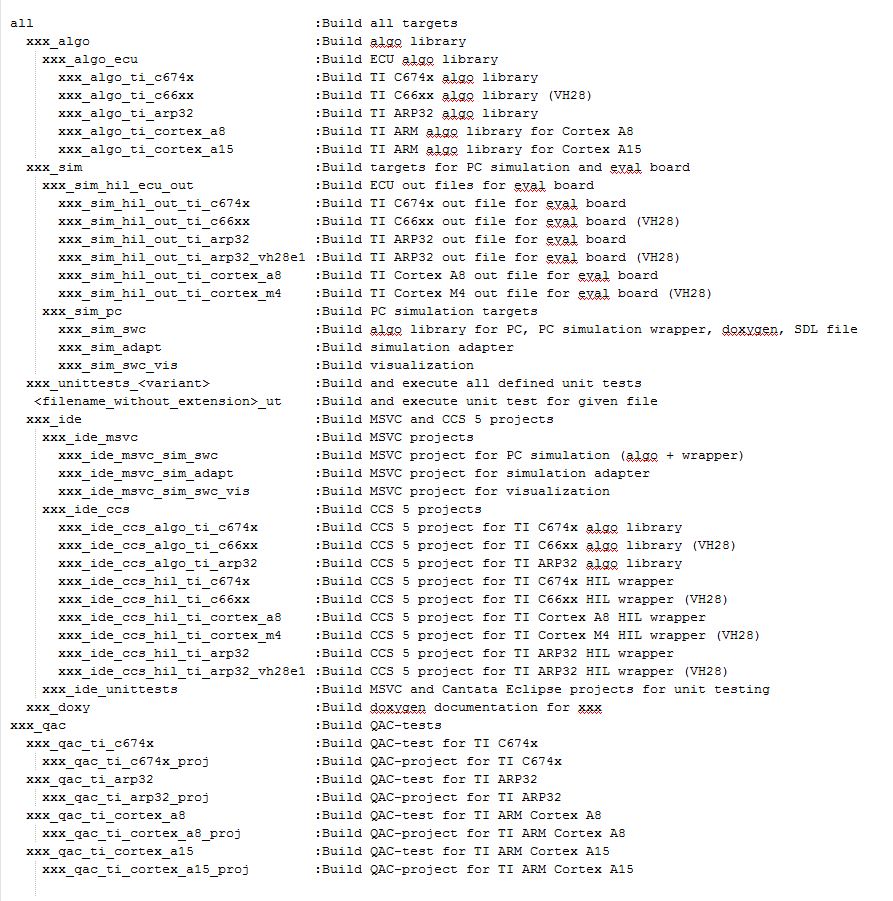 all :Build all targets
xxx_algo :Build algo library
xxx_algo_ecu :Build ECU algo library
xxx_algo_ti_c674x :Build TI C674x algo library
xxx_algo_ti_c66xx :Build TI C66xx algo library (VH28)
xxx_algo_ti_arp32 :Build TI ARP32 algo library
xxx_algo_ti_cortex_a8 :Build TI ARM algo library for Cortex A8
xxx_algo_ti_cortex_a15 :Build TI ARM algo library for Cortex A15
xxx_sim :Build targets for PC simulation and eval board
xxx_sim_hil_ecu_out :Build ECU out files for eval board
xxx_sim_hil_out_ti_c674x :Build TI C674x out file for eval board
xxx_sim_hil_out_ti_c66xx :Build TI C66xx out file for eval board (VH28)
xxx_sim_hil_out_ti_arp32 :Build TI ARP32 out file for eval board
xxx_sim_hil_out_ti_arp32_vh28e1 :Build TI ARP32 out file for eval board (VH28)
xxx_sim_hil_out_ti_cortex_a8 :Build TI Cortex A8 out file for eval board
xxx_sim_hil_out_ti_cortex_m4 :Build TI Cortex M4 out file for eval board (VH28)
xxx_sim_pc :Build PC simulation targets
xxx_sim_swc :Build algo library for PC, PC simulation wrapper, doxygen, SDL file
xxx_sim_adapt :Build simulation adapter
xxx_sim_swc_vis :Build visualization
xxx_unittests_<variant> :Build and execute all defined unit tests
<filename_without_extension>_ut :Build and execute unit test for given file
xxx_ide :Build MSVC and CCS 5 projects
xxx_ide_msvc :Build MSVC projects
xxx_ide_msvc_sim_swc :Build MSVC project for PC simulation (algo + wrapper)
xxx_ide_msvc_sim_adapt :Build MSVC project for simulation adapter
xxx_ide_msvc_sim_swc_vis :Build MSVC project for visualization
xxx_ide_ccs :Build CCS 5 projects
xxx_ide_ccs_algo_ti_c674x :Build CCS 5 project for TI C674x algo library
xxx_ide_ccs_algo_ti_c66xx :Build CCS 5 project for TI C66xx algo library (VH28)
xxx_ide_ccs_algo_ti_arp32 :Build CCS 5 project for TI ARP32 algo library
xxx_ide_ccs_hil_ti_c674x :Build CCS 5 project for TI C674x HIL wrapper
xxx_ide_ccs_hil_ti_c66xx :Build CCS 5 project for TI C66xx HIL wrapper (VH28)
xxx_ide_ccs_hil_ti_cortex_a8 :Build CCS 5 project for TI Cortex A8 HIL wrapper
xxx_ide_ccs_hil_ti_cortex_m4 :Build CCS 5 project for TI Cortex M4 HIL wrapper (VH28)
xxx_ide_ccs_hil_ti_arp32 :Build CCS 5 project for TI ARP32 HIL wrapper
xxx_ide_ccs_hil_ti_arp32_vh28e1 :Build CCS 5 project for TI ARP32 HIL wrapper (VH28)
xxx_ide_unittests :Build MSVC and Cantata Eclipse projects for unit testing
xxx_doxy :Build doxygen documentation for xxx
xxx_qac :Build QAC-tests
xxx_qac_ti_c674x :Build QAC-test for TI C674x
xxx_qac_ti_c674x_proj :Build QAC-project for TI C674x
xxx_qac_ti_arp32 :Build QAC-test for TI ARP32
xxx_qac_ti_arp32_proj :Build QAC-project for TI ARP32
xxx_qac_ti_cortex_a8 :Build QAC-test for TI ARM Cortex A8
xxx_qac_ti_cortex_a8_proj :Build QAC-project for TI ARM Cortex A8
xxx_qac_ti_cortex_a15 :Build QAC-test for TI ARM Cortex A15
xxx_qac_ti_cortex_a15_proj :Build QAC-project for TI ARM Cortex A15